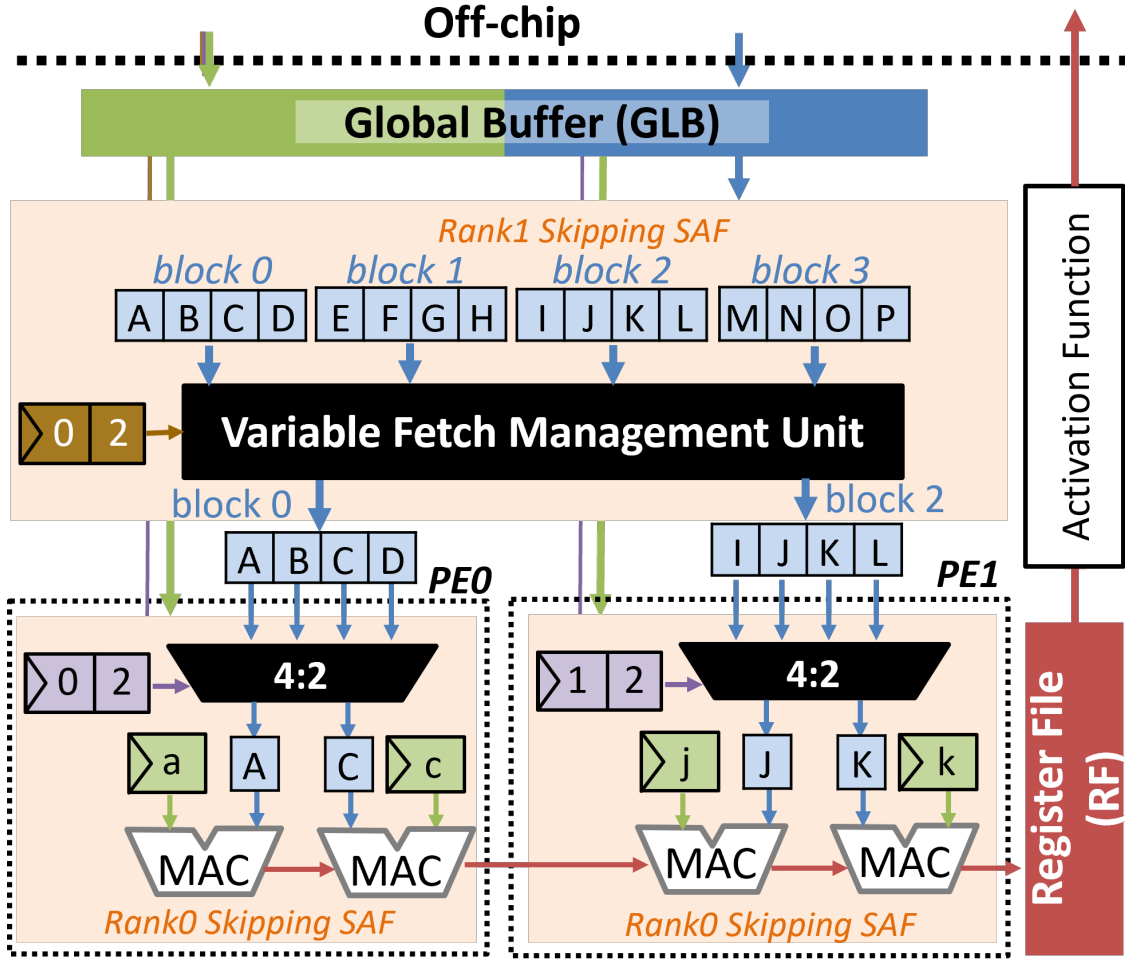 Off-chip
Global Buffer (GLB)
Rank1 Skipping SAF
block 0 block 1 block 2 block 3
A B C D E F G H I J K L M N O P
0 2
Variable Fetch Management Unit
block 0 block 2
A B C D I J K L
PE0 PE1
4:2 4:2
0 2 1 2
a A C c j J K k
MAC MAC MAC MAC
Rank0 Skipping SAF Rank0 Skipping SAF
Activation Function
Register File
(RF)